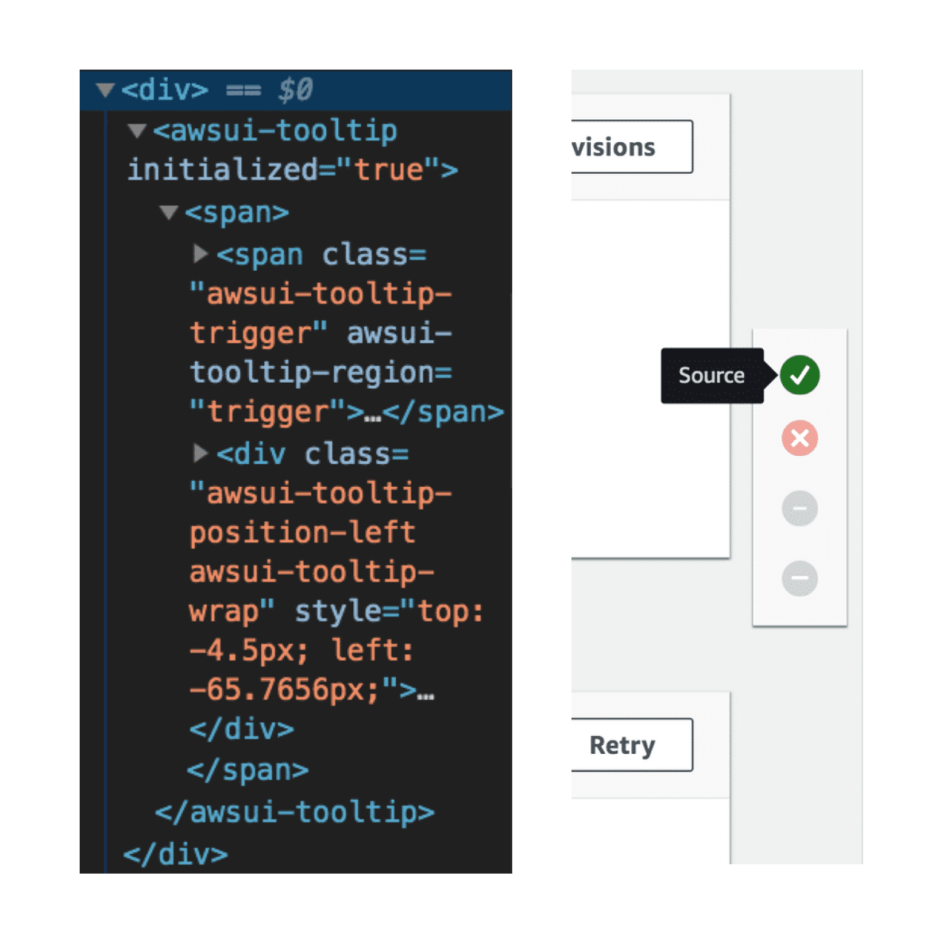 <div> == $0
<awsui-tooltip
initialized="true">
<span>
<span class=
"awsui-tooltip-
trigger" awsui-
tooltip-region=
"trigger">…</span>
<div class=
"awsui-tooltip-
position-left
awsui-tooltip-
wrap" style="top:
-4.5px; left:
-65.7656px;">…
</div>
</span>
</awsui-tooltip>
</div>
visions
Source
Retry